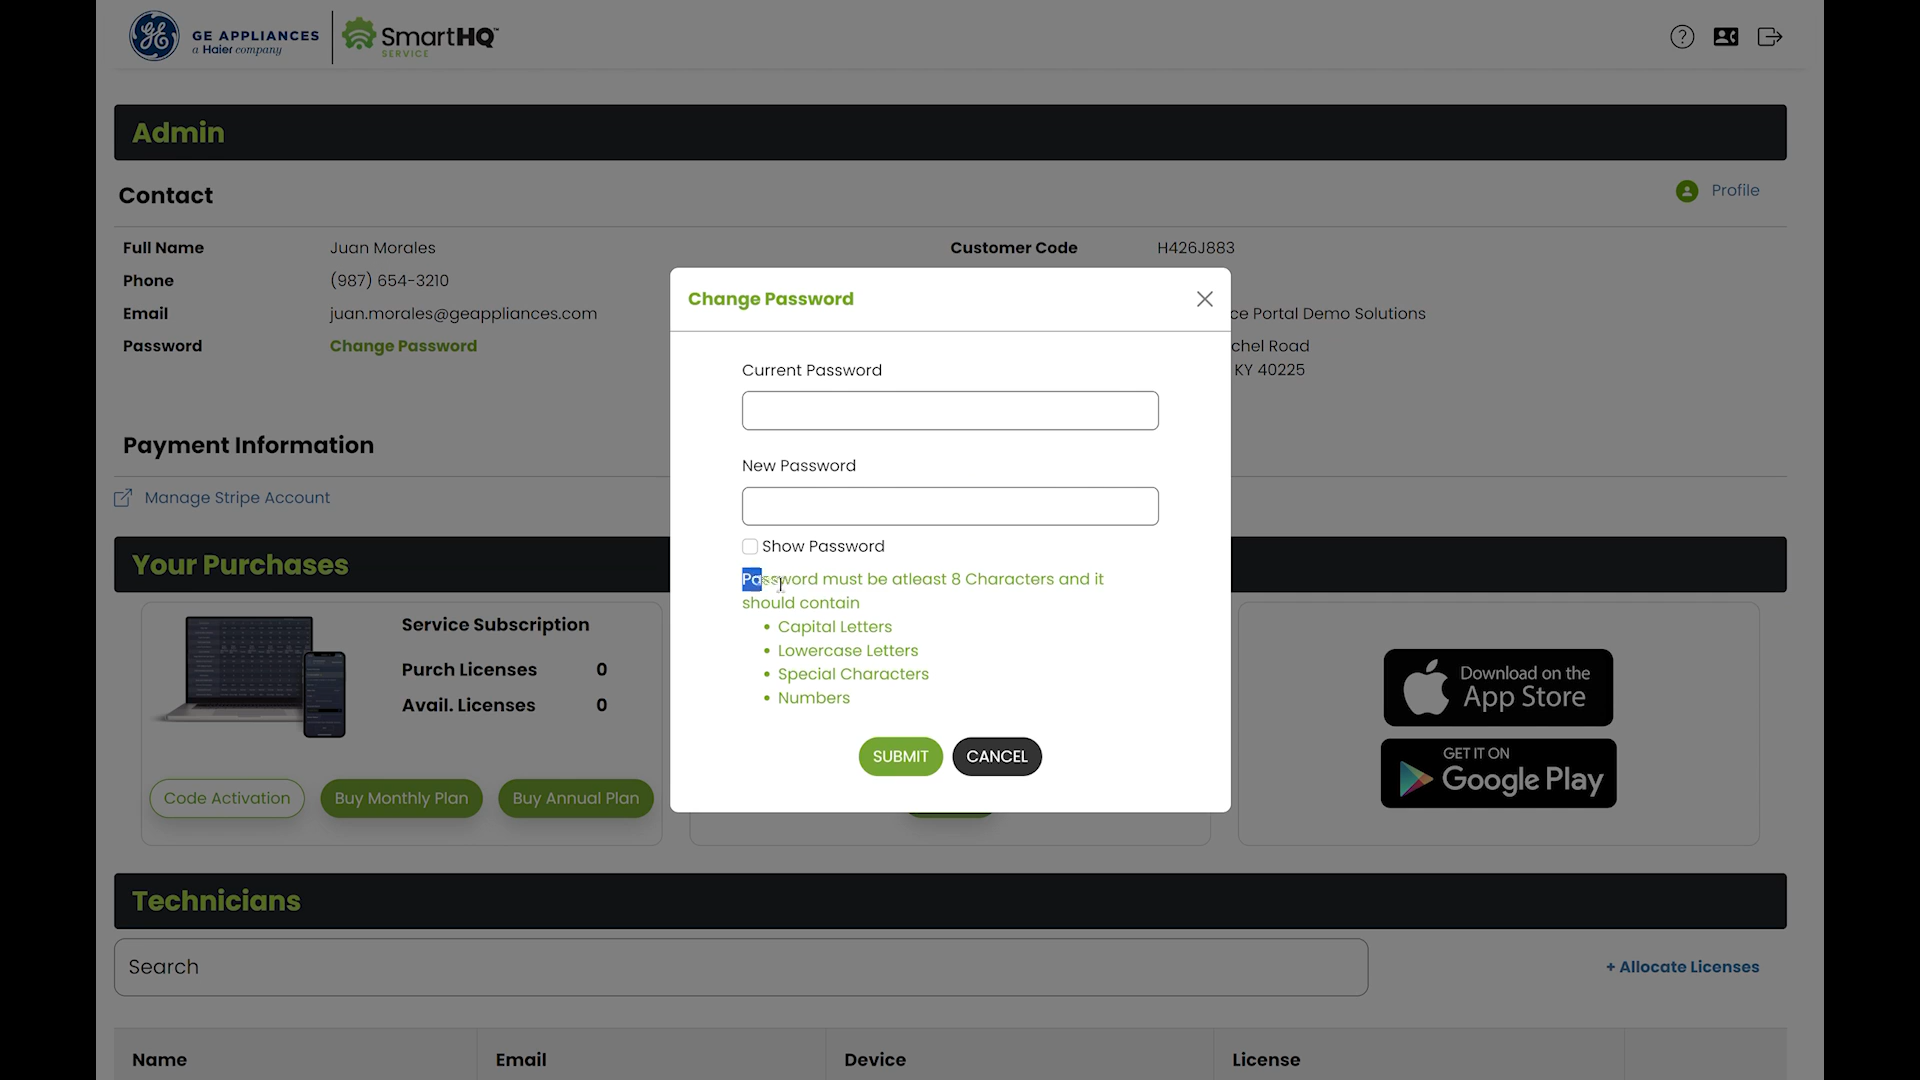 GE APPLIANCES
a Haier company
SmartHQ™
SERVICE
Admin
Contact
Profile
Full Name
Juan Morales
Customer Code
H426J883
Phone
(987) 654-3210
Email
juan.morales@geappliances.com
ce Portal Demo Solutions
Password
Change Password
chel Road
KY 40225
Payment Information
Manage Stripe Account
Change Password
Current Password
New Password
Show Password
Password must be atleast 8 Characters and it
should contain
• Capital Letters
• Lowercase Letters
• Special Characters
• Numbers
SUBMIT
CANCEL
Your Purchases
Service Subscription
Purch Licenses 0
Avail. Licenses 0
Code Activation
Buy Monthly Plan
Buy Annual Plan
Download on the
App Store
GET IT ON
Google Play
Technicians
Search
+ Allocate Licenses
Name
Email
Device
License